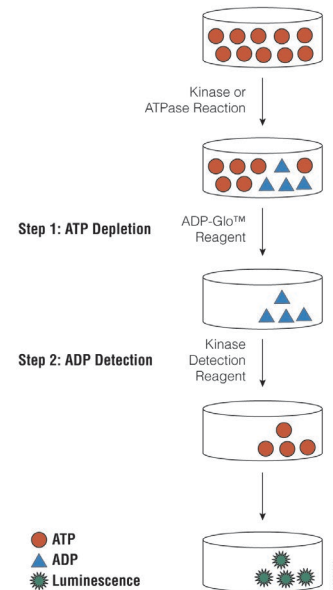 Kinase or
ATPase Reaction
Step 1: ATP Depletion
ADP-Glo™
Reagent
Step 2: ADP Detection
Kinase
Detection
Reagent
ATP
ADP
Luminescence